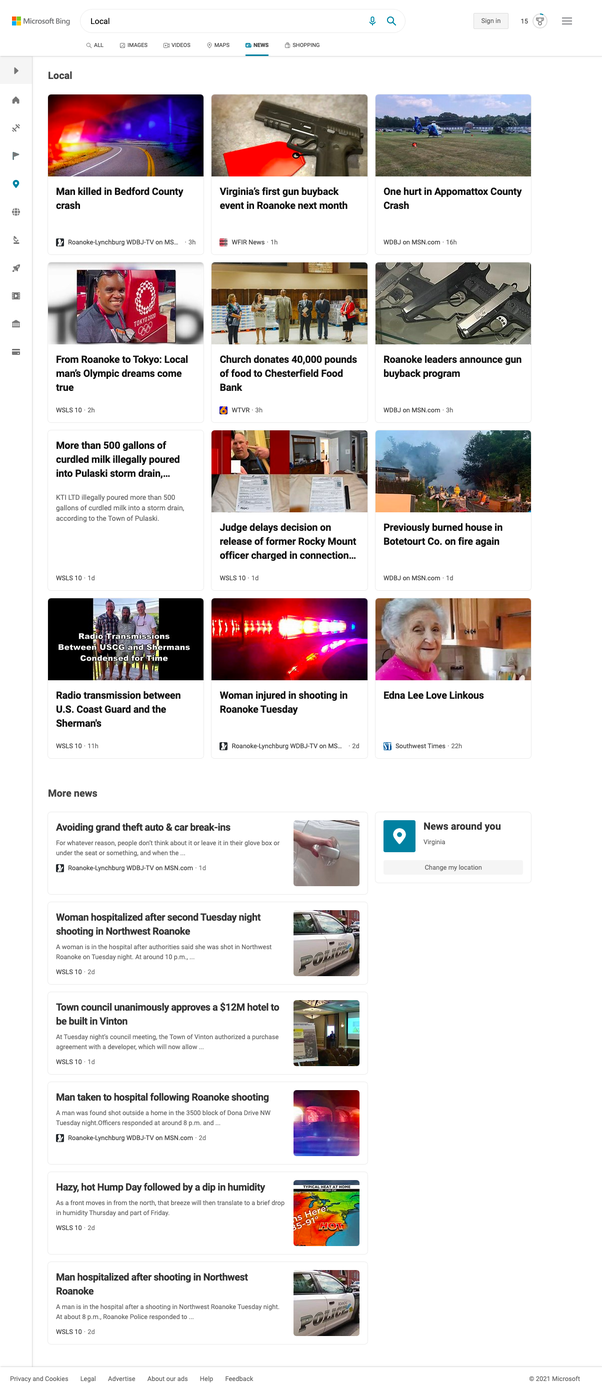 Microsoft Bing
Local
Sign in
15
ALL
IMAGES
VIDEOS
MAPS
NEWS
SHOPPING
Local
Man killed in Bedford County
crash
Roanoke-Lynchburg WDBJ-TV on MS... · 3h
Virginia's first gun buyback
event in Roanoke next month
WFIR News · 1h
One hurt in Appomattox County
Crash
WDBJ on MSN.com · 16h
TOKYO 2020
From Roanoke to Tokyo: Local
man's Olympic dreams come
true
WSLS 10 · 2h
Church donates 40,000 pounds
of food to Chesterfield Food
Bank
WTVR · 3h
Roanoke leaders announce gun
buyback program
WDBJ on MSN.com · 3h
More than 500 gallons of
curdled milk illegally poured
into Pulaski storm drain,...
KTI LTD illegally poured more than 500
gallons of curdled milk into a storm drain,
according to the Town of Pulaski.
WSLS 10 · 1d
Judge delays decision on
release of former Rocky Mount
officer charged in connection...
WSLS 10 · 1d
Previously burned house in
Botetourt Co. on fire again
WDBJ on MSN.com · 1d
Radio Transmissions
Between USCG and Shermans
Condensed for Time
Radio transmission between
U.S. Coast Guard and the
Sherman's
WSLS 10 · 11h
Woman injured in shooting in
Roanoke Tuesday
Roanoke-Lynchburg WDBJ-TV on MS... · 2d
Edna Lee Love Linkous
Southwest Times · 22h
More news
Avoiding grand theft auto & car break-ins
For whatever reason, people don't think about it or leave it in their glove box or
under the seat or something, and when the ...
Roanoke-Lynchburg WDBJ-TV on MSN.com · 1d
News around you
Virginia
Change my location
Woman hospitalized after second Tuesday night
shooting in Northwest Roanoke
A woman is in the hospital after authorities said she was shot in Northwest
Roanoke on Tuesday night. At around 10 p.m., ...
WSLS 10 · 2d
POLICE
Town council unanimously approves a $12M hotel to
be built in Vinton
At Tuesday night's council meeting, the Town of Vinton authorized a purchase
agreement with a developer, which will now allow ...
WSLS 10 · 1d
Man taken to hospital following Roanoke shooting
A man was found shot outside a home in the 3500 block of Dona Drive NW
Tuesday night.Officers responded at around 8 p.m. and ...
Roanoke-Lynchburg WDBJ-TV on MSN.com · 2d
Hazy, hot Hump Day followed by a dip in humidity
As a front moves in from the north, that breeze will then translate to a brief drop
in humidity Thursday and part of Friday.
WSLS 10 · 2d
TYPICAL HEAT AT HOME
ns Here
85-91°
HOT
Man hospitalized after shooting in Northwest
Roanoke
A man is in the hospital after a shooting in Northwest Roanoke Tuesday night.
At about 8 p.m., Roanoke Police responded to ...
WSLS 10 · 2d
POLICE
Privacy and Cookies
Legal
Advertise
About our ads
Help
Feedback
© 2021 Microsoft